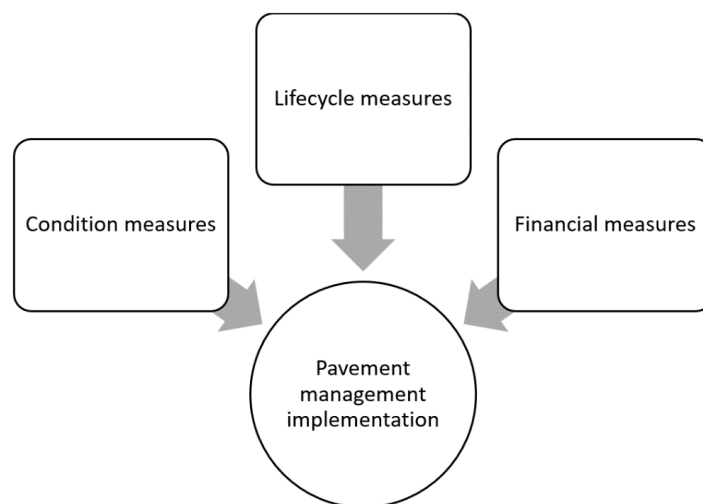 Lifecycle measures
Condition measures
Financial measures
Pavement
management
implementation